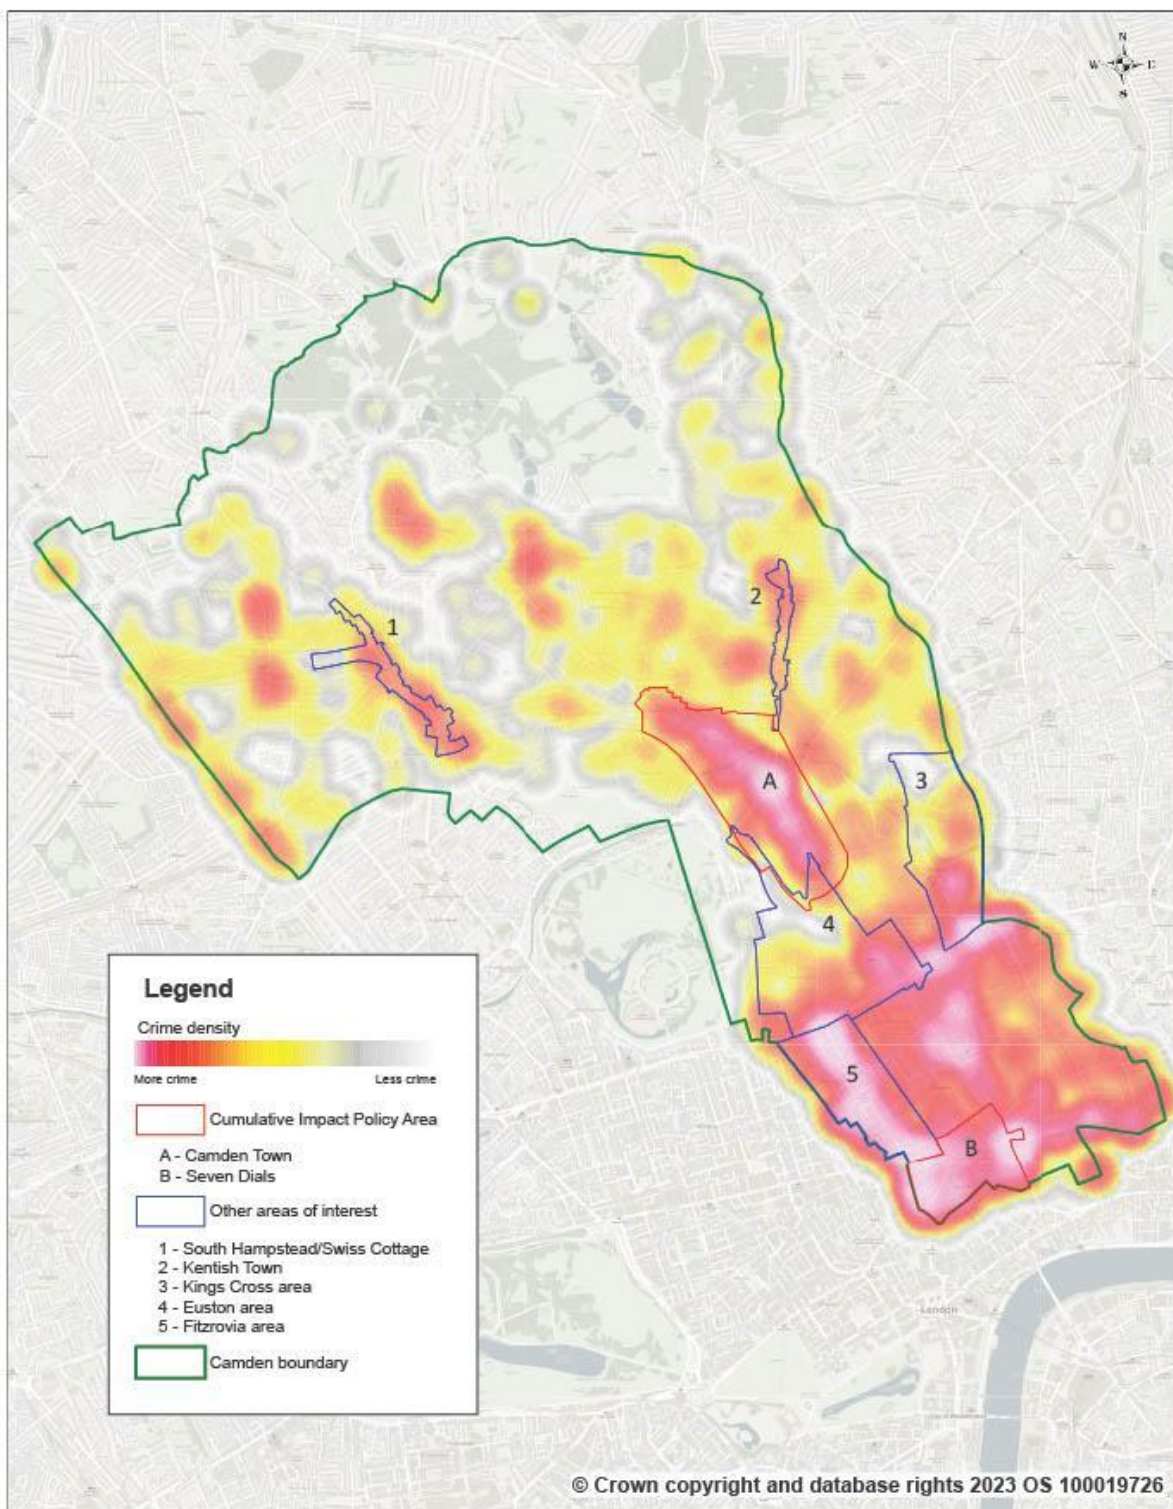 N
W E
S
1
2
A
3
4
5
B
Legend
Crime density
More crime Less crime
Cumulative Impact Policy Area
A - Camden Town
B - Seven Dials
Other areas of interest
1 - South Hampstead/Swiss Cottage
2 - Kentish Town
3 - Kings Cross area
4 - Euston area
5 - Fitzrovia area
Camden boundary
London
© Crown copyright and database rights 2023 OS 100019726